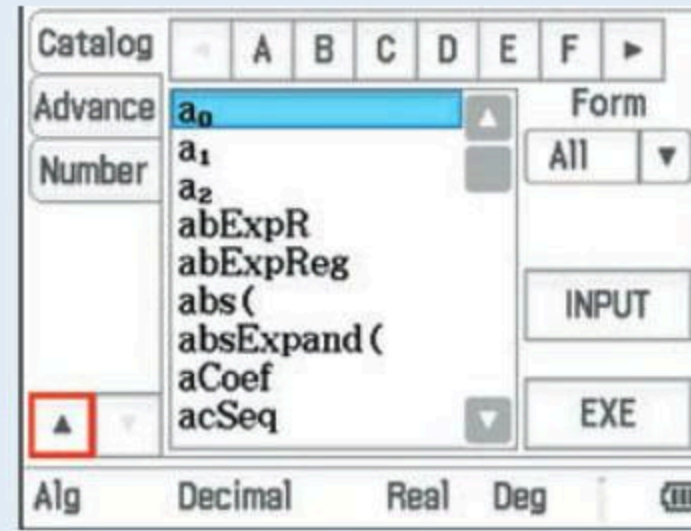 Catalog
A B C D E F
Advance
Form
a₀
All
Number
a₁
a₂
abExpR
abExpReg
abs(
INPUT
absExpand(
aCoef
acSeq
EXE
Alg Decimal Real Deg